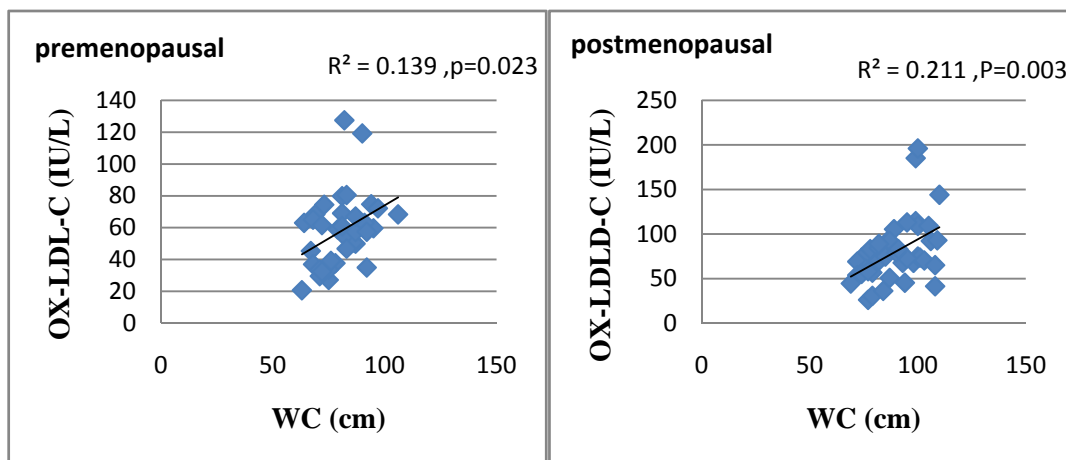 premenopausal
R² = 0.139 ,p=0.023
OX-LDL-C (IU/L)
140
120
100
80
60
40
20
0
0 50 100 150
WC (cm)
postmenopausal
R² = 0.211 ,P=0.003
OX-LDLD-C (IU/L)
250
200
150
100
50
0
0 50 100 150
WC (cm)